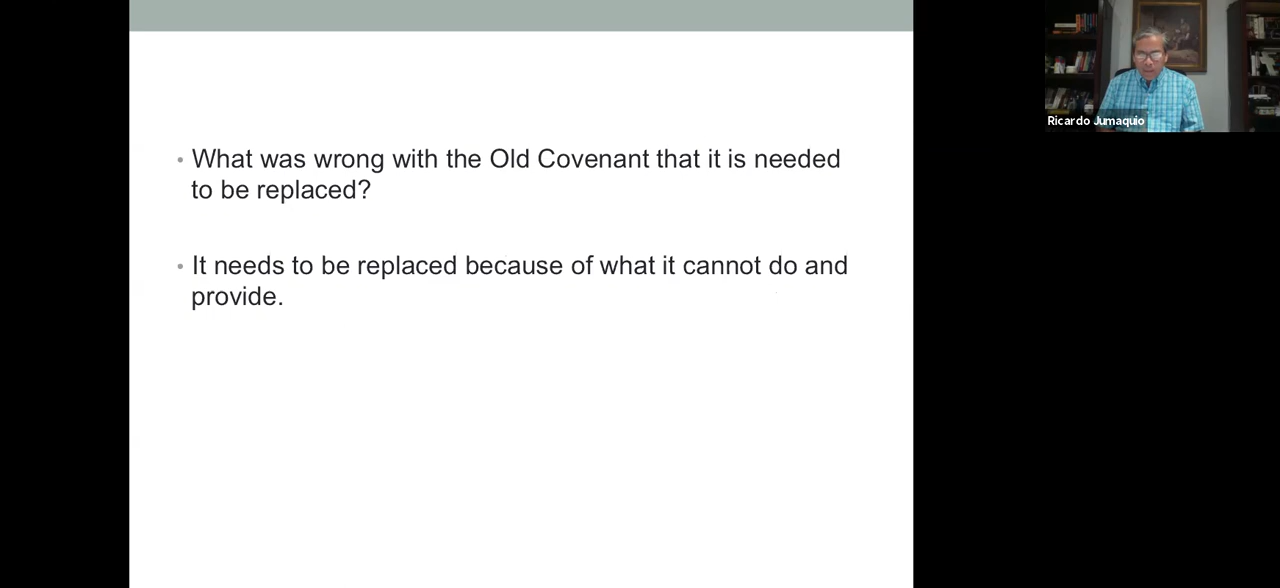 • What was wrong with the Old Covenant that it is needed
to be replaced?
• It needs to be replaced because of what it cannot do and
provide.
Ricardo Jumaquio